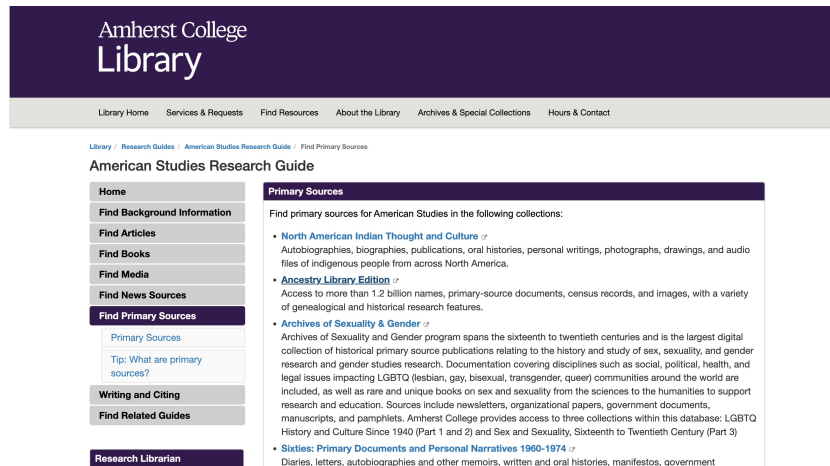 Amherst College
Library
Library Home Services & Requests Find Resources About the Library Archives & Special Collections Hours & Contact
Library / Research Guides / American Studies Research Guide / Find Primary Sources
American Studies Research Guide
Home
Find Background Information
Find Articles
Find Books
Find Media
Find News Sources
Find Primary Sources
Primary Sources
Tip: What are primary
sources?
Writing and Citing
Find Related Guides
Research Librarian
Primary Sources
Find primary sources for American Studies in the following collections:
• North American Indian Thought and Culture
Autobiographies, biographies, publications, oral histories, personal writings, photographs, drawings, and audio
files of indigenous people from across North America.
• Ancestry Library Edition
Access to more than 1.2 billion names, primary-source documents, census records, and images, with a variety
of genealogical and historical research features.
• Archives of Sexuality & Gender
Archives of Sexuality and Gender program spans the sixteenth to twentieth centuries and is the largest digital
collection of historical primary source publications relating to the history and study of sex, sexuality, and gender
research and gender studies research. Documentation covering disciplines such as social, political, health, and
legal issues impacting LGBTQ (lesbian, gay, bisexual, transgender, queer) communities around the world are
included, as well as rare and unique books on sex and sexuality from the sciences to the humanities to support
research and education. Sources include newsletters, organizational papers, government documents,
manuscripts, and pamphlets. Amherst College provides access to three collections within this database: LGBTQ
History and Culture Since 1940 (Part 1 and 2) and Sex and Sexuality, Sixteenth to Twentieth Century (Part 3)
• Sixties: Primary Documents and Personal Narratives 1960-1974
Diaries, letters, autobiographies and other memoirs, written and oral histories, manifestos, government